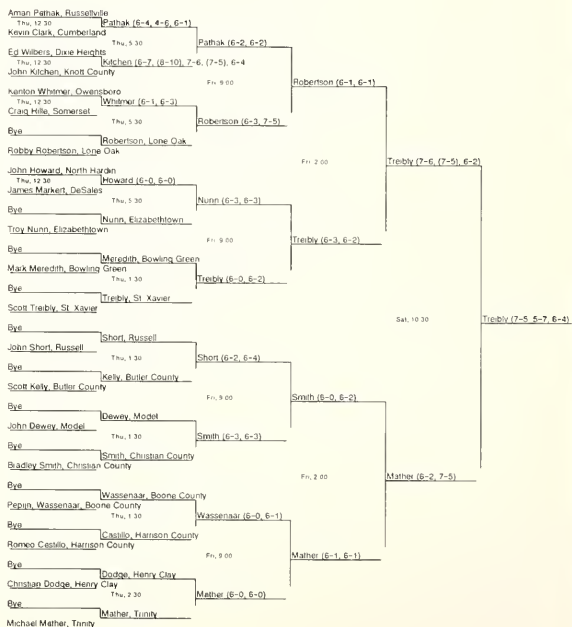 Aman Pathak, Russellville
Thu, 12 30
Pathak (6-4, 4-6, 6-1)
Kevin Clark, Cumberland
Thu, 5 30
Pathak (6-2, 6-2)
Ed Wilbers, Dixie Heights
Thu, 12 30
Kitchen (6-7, (8-10), 7-6, (7-5), 6-4
John Kitchen, Knott County
Fri 9:00
Robertson (6-1, 6-1)
Kenton Whitmer, Owensboro
Thu, 12 30
Whitmer (6-1, 6-3)
Craig Hille, Somerset
Thu, 5 30
Robertson (6-3, 7-5)
Bye
Robertson, Lone Oak
Robby Robertson, Lone Oak
Fri 2:00
Treibly (7-6, (7-5), 6-2)
John Howard, North Hardin
Thu, 12 30
Howard (6-0, 6-0)
James Markert, DeSales
Thu, 5 30
Nunn (6-3, 6-3)
Bye
Nunn, Elizabethtown
Troy Nunn, Elizabethtown
Fri 9 00
Treibly (6-3, 6-2)
Bye
Meredith, Bowling Green
Mark Meredith, Bowling Green
Thu, 1 30
Treibly (6-0, 6-2)
Bye
Treibly, St Xavier
Scott Treibly, St Xavier
Sat, 10 30
Treibly (7-5, 5-7, 6-4)
Bye
Short, Russell
John Short, Russell
Thu, 1 30
Short (6-2, 6-4)
Bye
Kelly, Butler County
Scott Kelly, Butler County
Fri, 9 00
Smith (6-0, 6-2)
Bye
Dewey, Model
John Dewey, Model
Thu, 1 30
Smith (6-3, 6-3)
Bye
Smith, Christian County
Bradley Smith, Christian County
Fri, 2 00
Mather (6-2, 7-5)
Bye
Wassenaar, Boone County
Pepijn, Wassenaar, Boone County
Thu, 1 30
Wassenaar (6-0, 6-1)
Bye
Castillo, Harrison County
Romeo Castillo, Harrison County
Fri, 9 00
Mather (6-1, 6-1)
Bye
Dodge, Henry Clay
Christian Dodge, Henry Clay
Thu, 2 30
Mather (6-0, 6-0)
Bye
Mather, Trinity
Michael Mather, Trinity